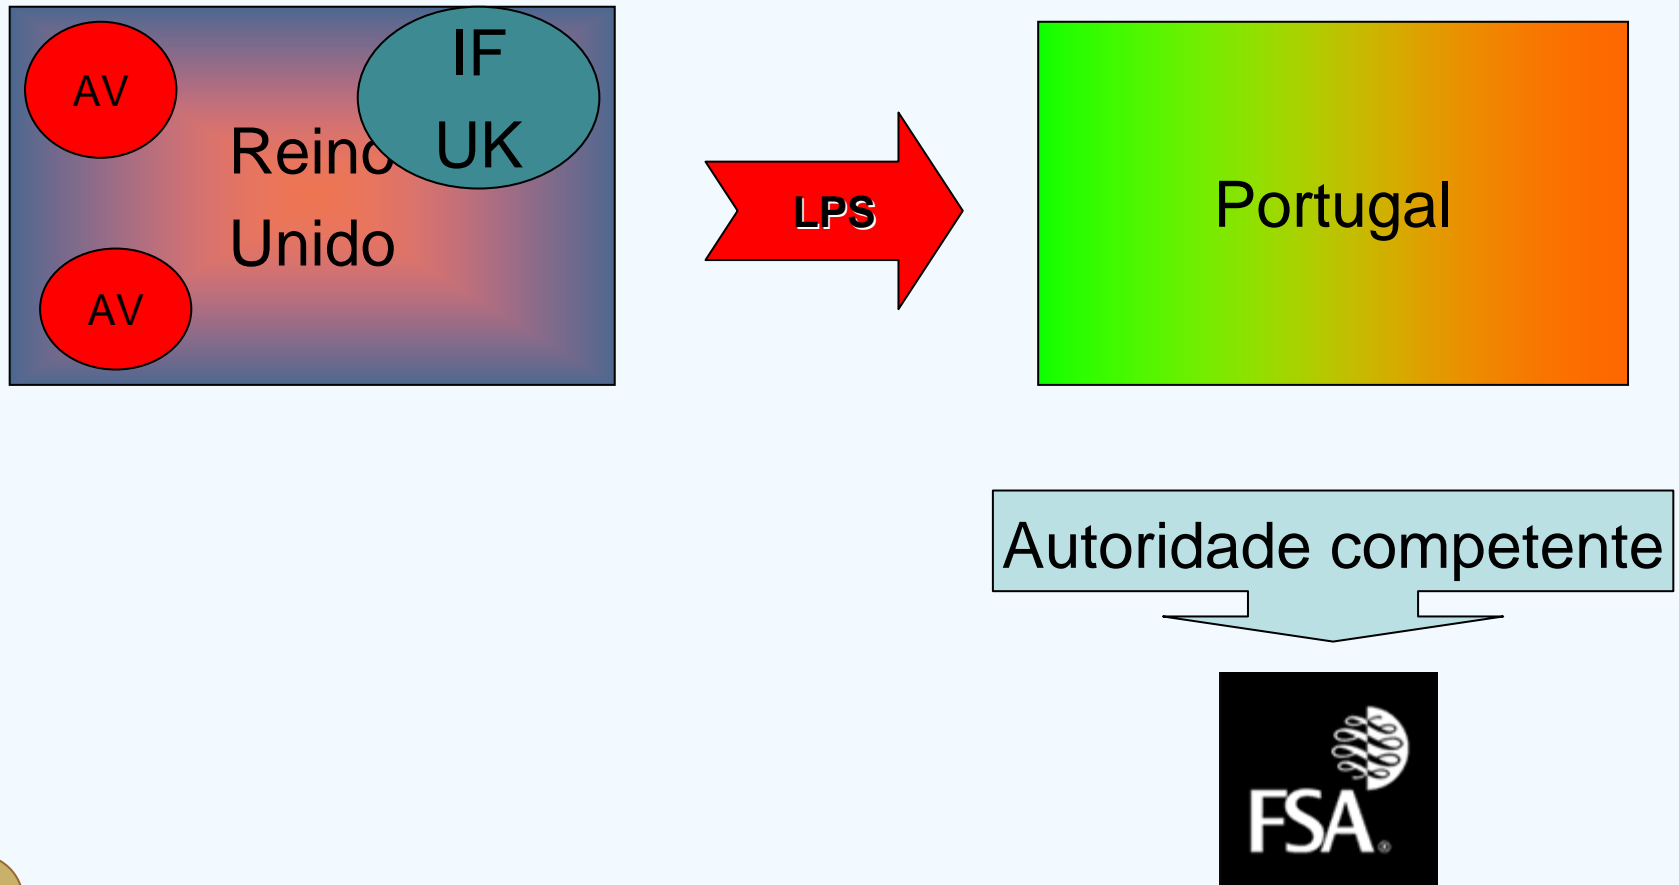 AV
IF
UK
Reino
Unido
AV
LPS
Portugal
Autoridade competente
FSA